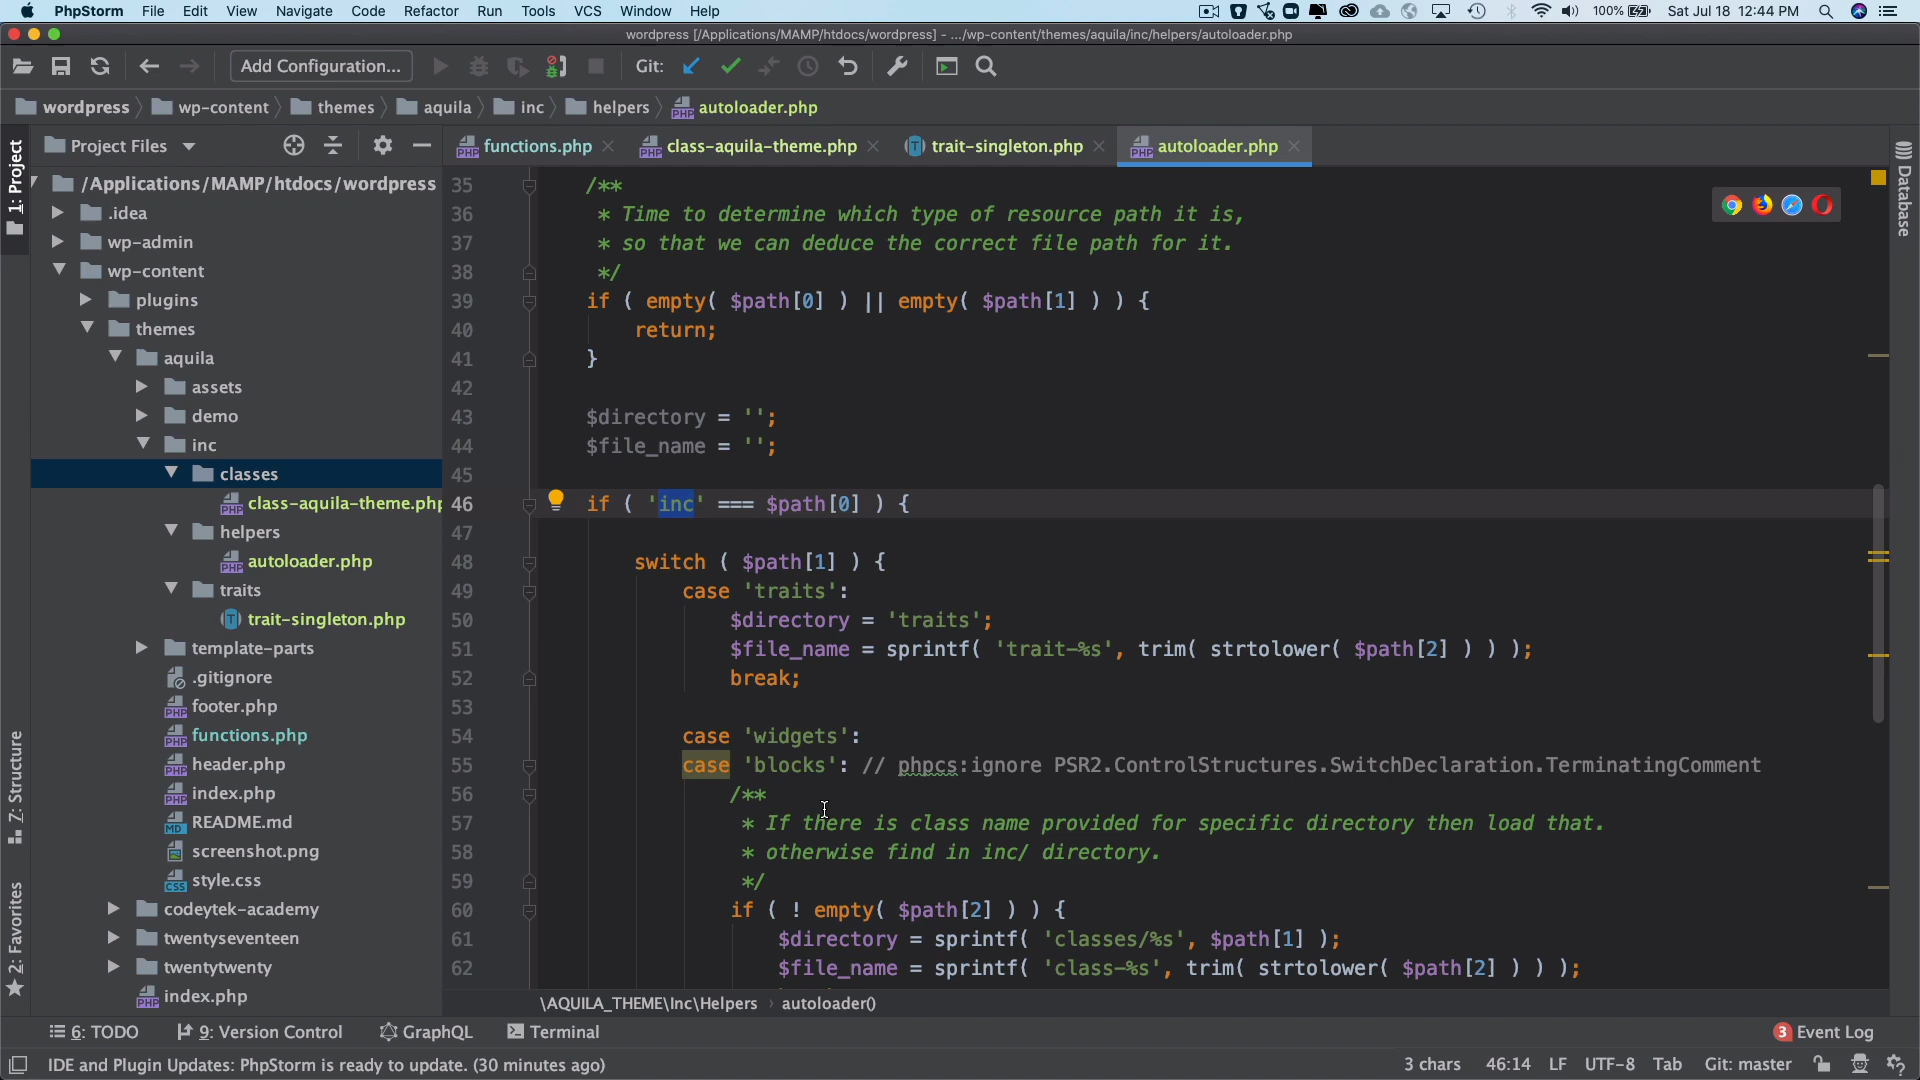 PhpStorm File Edit View Navigate Code Refactor Run Tools VCS Window Help 100% Sat Jul 18 12:44 PM
wordpress [/Applications/MAMP/htdocs/wordpress] - .../wp-content/themes/aquila/inc/helpers/autoloader.php
Add Configuration... Git:
wordpress wp-content themes aquila inc helpers autoloader.php
Project Files functions.php class-aquila-theme.php trait-singleton.php autoloader.php
1: Project
7: Structure
2: Favorites
Database
/Applications/MAMP/htdocs/wordpress
.idea
wp-admin
wp-content
plugins
themes
aquila
assets
demo
inc
classes
class-aquila-theme.php
helpers
autoloader.php
traits
trait-singleton.php
template-parts
.gitignore
footer.php
functions.php
header.php
index.php
README.md
screenshot.png
style.css
codeytek-academy
twentyseventeen
twentytwenty
index.php
35 /**
36 * Time to determine which type of resource path it is,
37 * so that we can deduce the correct file path for it.
38 */
39 if ( empty( $path[0] ) || empty( $path[1] ) ) {
40 return;
41 }
42
43 $directory = '';
44 $file_name = '';
45
46 if ( 'inc' === $path[0] ) {
47
48 switch ( $path[1] ) {
49 case 'traits':
50 $directory = 'traits';
51 $file_name = sprintf( 'trait-%s', trim( strtolower( $path[2] ) ) );
52 break;
53
54 case 'widgets':
55 case 'blocks': // phpcs:ignore PSR2.ControlStructures.SwitchDeclaration.TerminatingComment
56 /**
57 * If there is class name provided for specific directory then load that.
58 * otherwise find in inc/ directory.
59 */
60 if ( ! empty( $path[2] ) ) {
61 $directory = sprintf( 'classes/%s', $path[1] );
62 $file_name = sprintf( 'class-%s', trim( strtolower( $path[2] ) ) );
\AQUILA_THEME\Inc\Helpers autoloader()
6: TODO 9: Version Control GraphQL Terminal 3 Event Log
IDE and Plugin Updates: PhpStorm is ready to update. (30 minutes ago) 3 chars 46:14 LF UTF-8 Tab Git: master